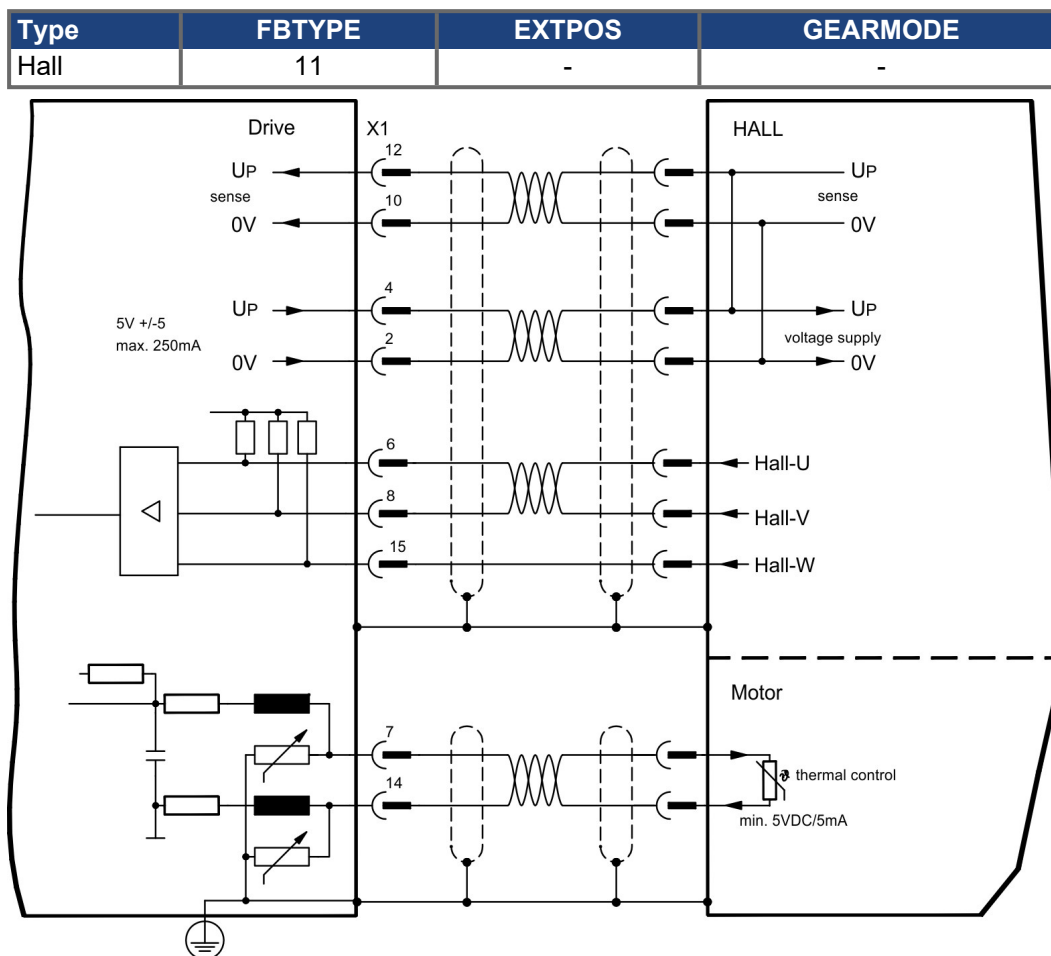 Type FBTYPE EXTPOS GEARMODE
Hall 11 - -
Drive X1 HALL
12
UP UP
sense sense
10
0V 0V
4
UP UP
5V +/-5
max. 250mA
voltage supply
2
0V 0V
6
Hall-U
8
Hall-V
15
Hall-W
Motor
7
ϑ thermal control
14
min. 5VDC/5mA